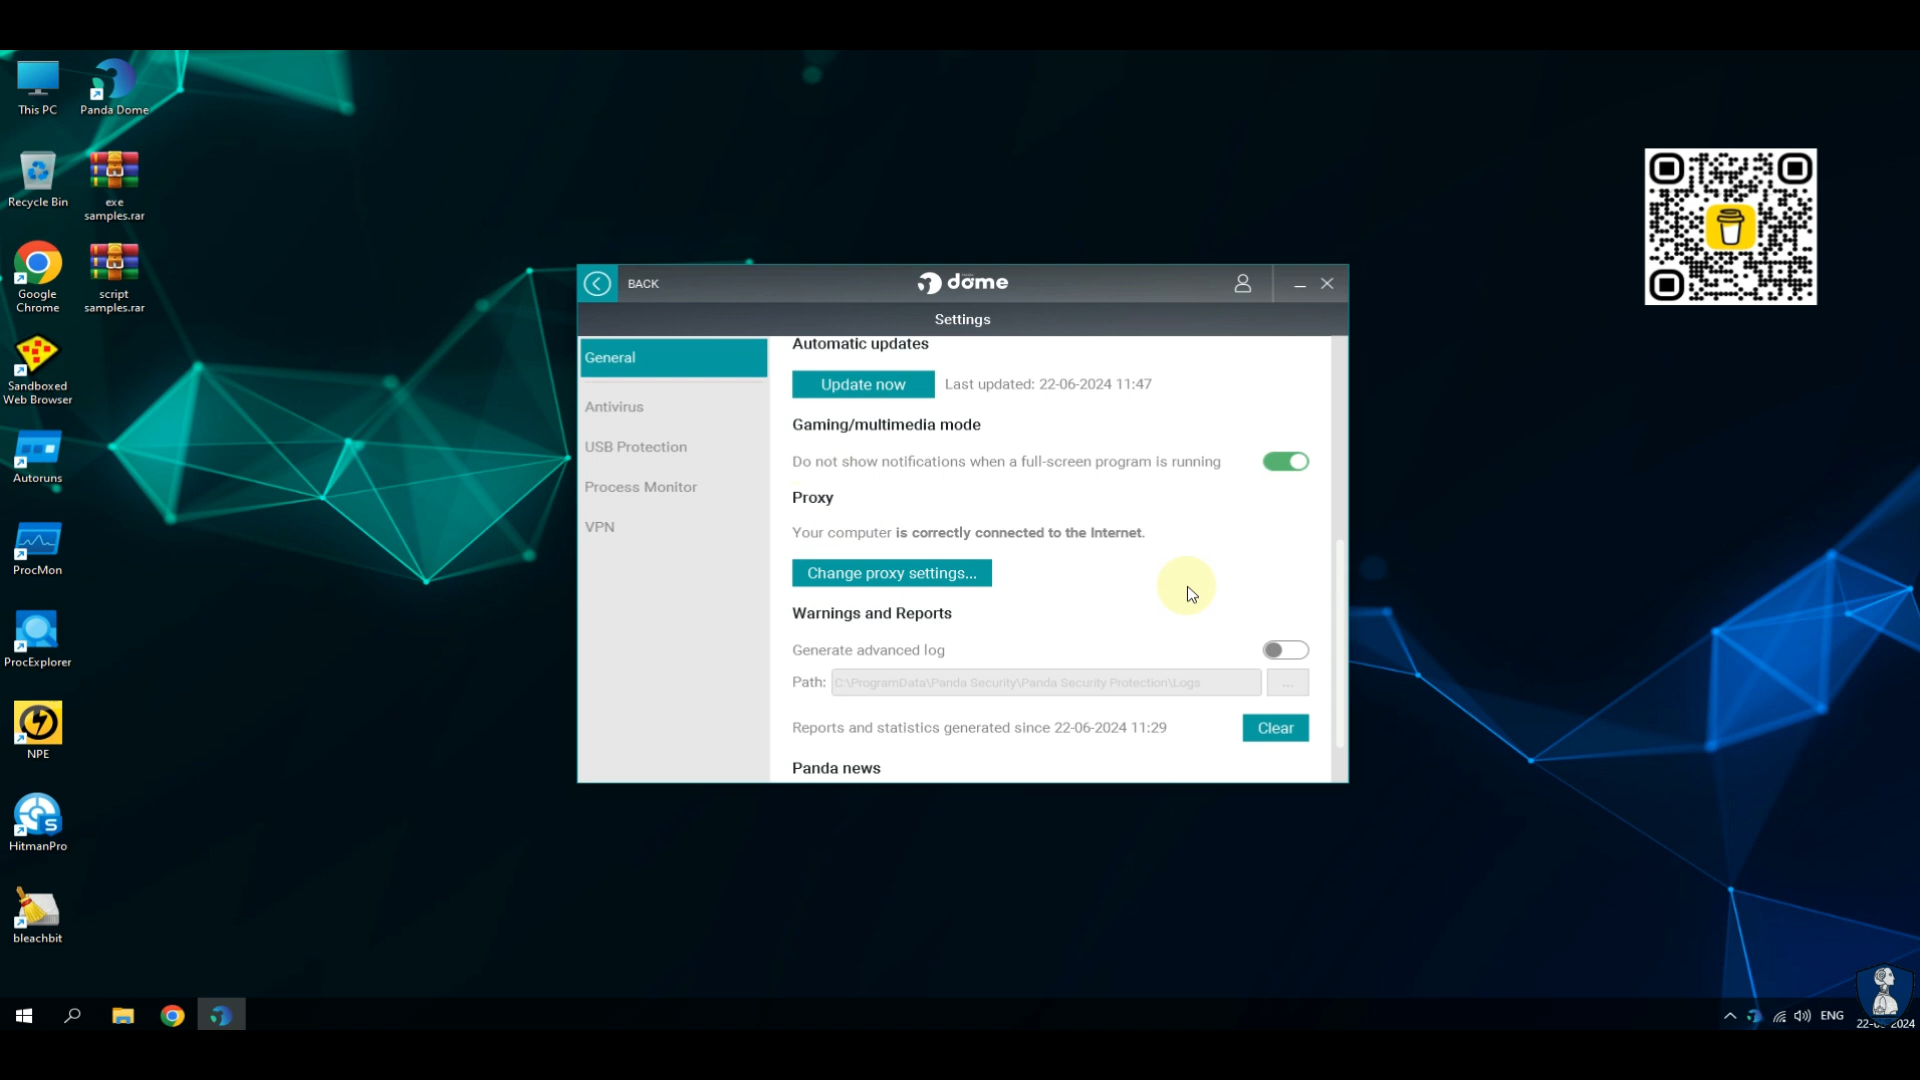 This PC
Panda Dome
Recycle Bin
exe
samples.rar
Google
Chrome
script
samples.rar
Sandboxed
Web Browser
Autoruns
ProcMon
ProcExplorer
NPE
HitmanPro
bleachbit
BACK
dome
Settings
General
Antivirus
USB Protection
Process Monitor
VPN
Automatic updates
Update now
Last updated: 22-06-2024 11:47
Gaming/multimedia mode
Do not show notifications when a full-screen program is running
Proxy
Your computer is correctly connected to the Internet.
Change proxy settings...
Warnings and Reports
Generate advanced log
Path: C:\ProgramData\Panda Security\Panda Security Protection\Logs
...
Reports and statistics generated since 22-06-2024 11:29
Clear
Panda news
ENG